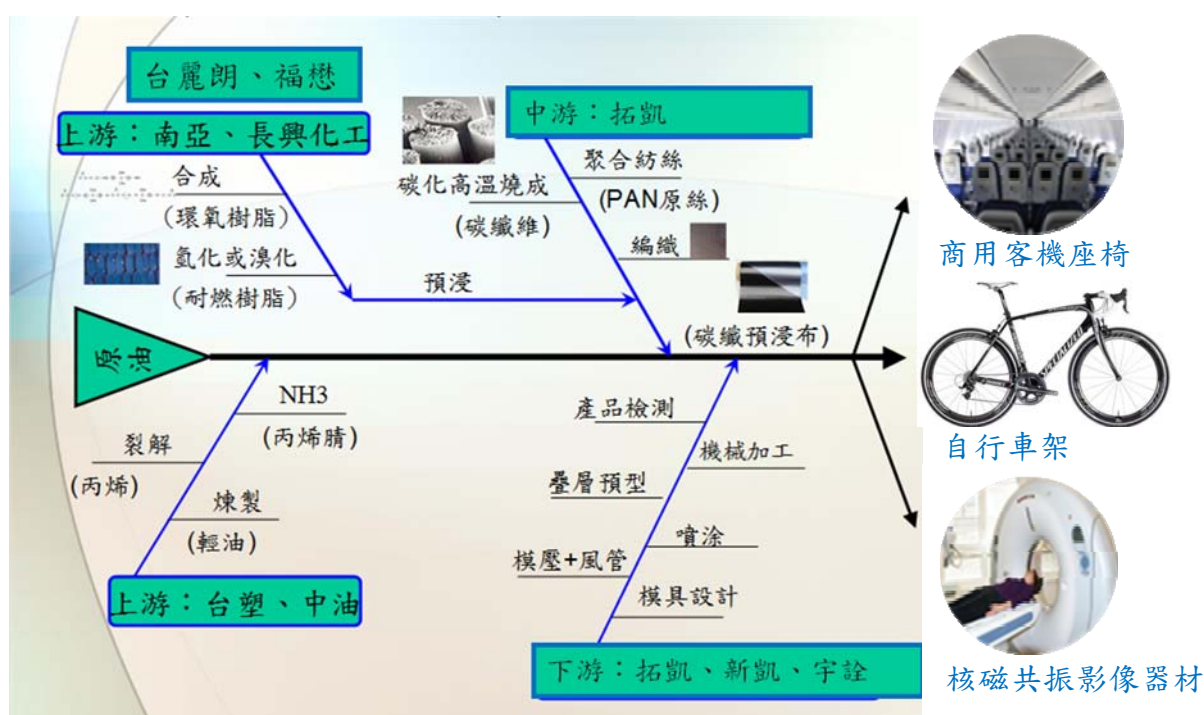 台麗朗、福懋
上游：南亞、長興化工
合成
(環氧樹脂)
氫化或溴化
(耐燃樹脂)
預浸
中游：拓凱
聚合紡絲
(PAN原絲)
碳化高溫燒成
(碳纖維)
編織
(碳纖預浸布)
原油
NH3
(丙烯腈)
裂解
(丙烯)
煉製
(輕油)
上游：台塑、中油
產品檢測
機械加工
疊層預型
噴涂
模壓+風管
模具設計
下游：拓凱、新凱、宇詮
商用客機座椅
SPECIALIZED
自行車架
核磁共振影像器材